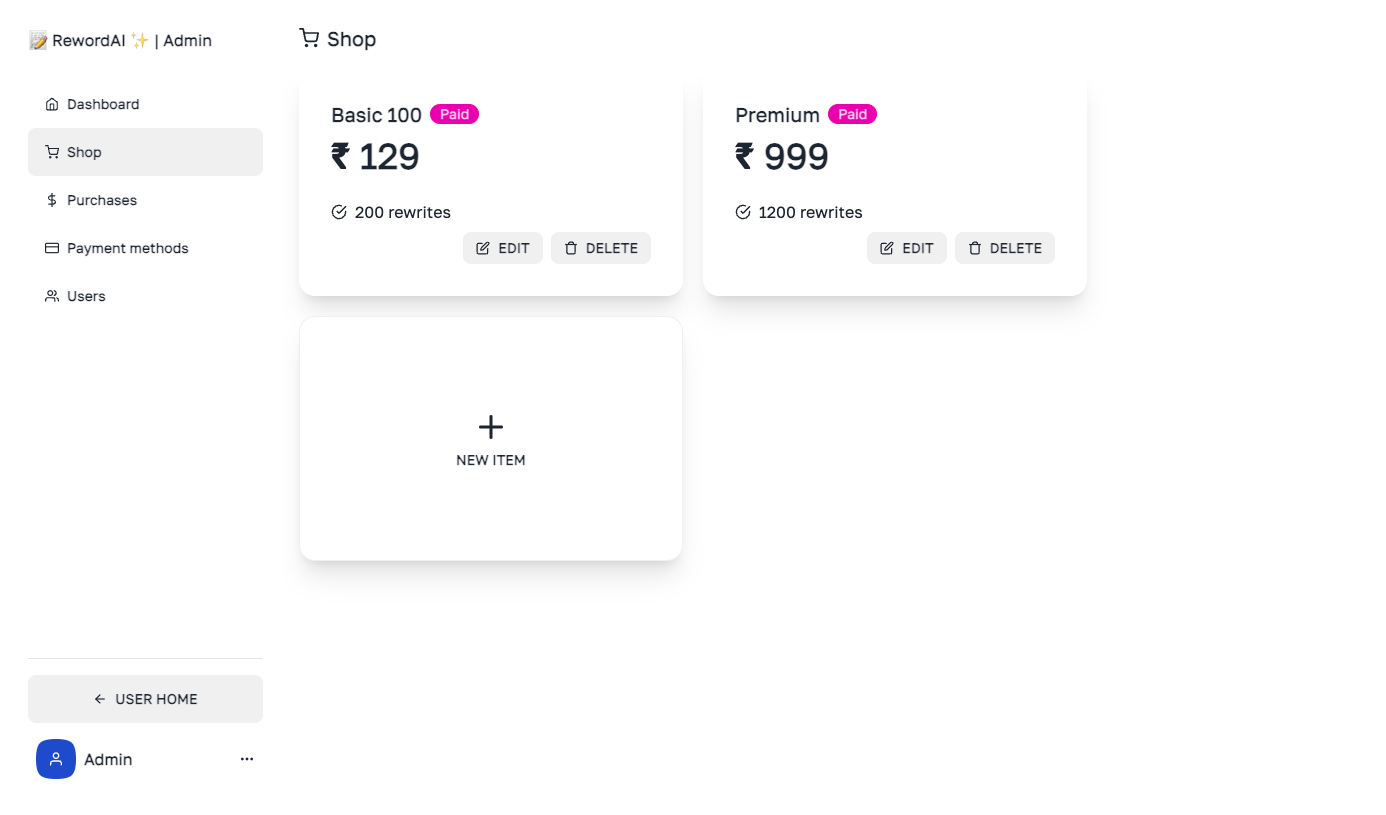 📝 RewordAI ✨ | Admin
Dashboard
Shop
Purchases
Payment methods
Users
USER HOME
Admin
Shop
Basic 100 Paid
₹ 129
200 rewrites
EDIT DELETE
Premium Paid
₹ 999
1200 rewrites
EDIT DELETE
NEW ITEM